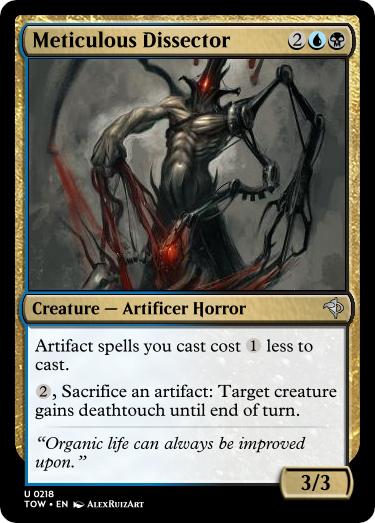 Meticulous Dissector 2
Creature — Artificer Horror
Artifact spells you cast cost 1 less to
cast.
2, Sacrifice an artifact: Target creature
gains deathtouch until end of turn.
“Organic life can always be improved
upon.”
3/3
U 0218
TOW • EN AlexRuizArt